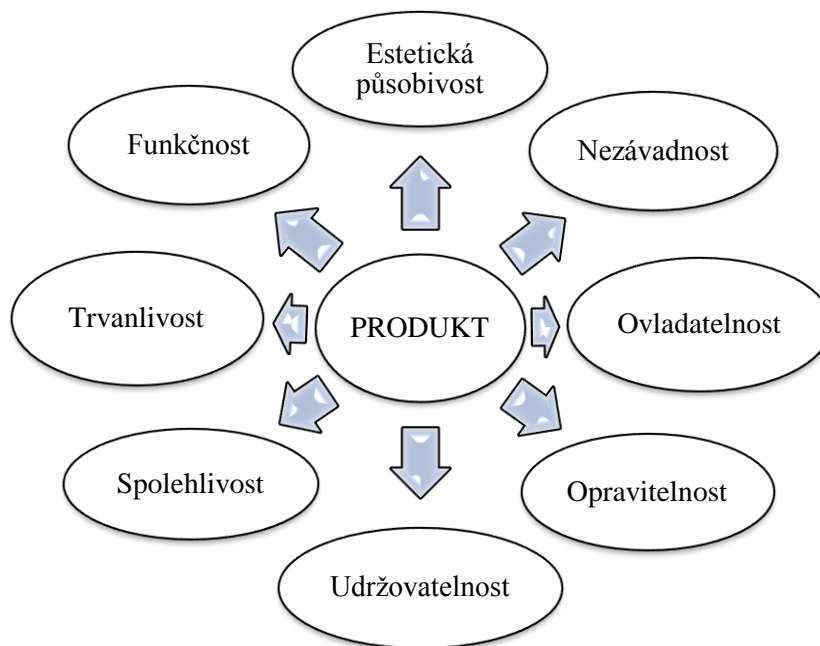 Estetická
působivost
Funkčnost
Nezávadnost
Trvanlivost
PRODUKT
Ovladatelnost
Spolehlivost
Opravitelnost
Udržovatelnost